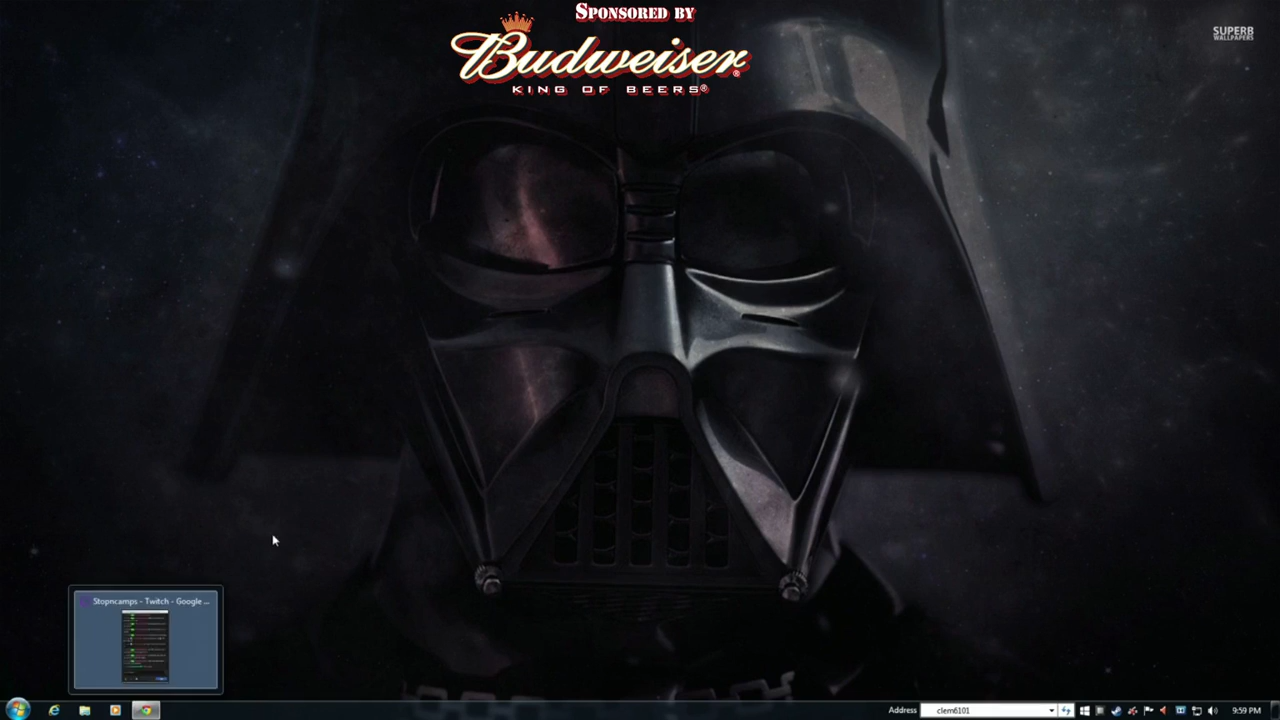 Sponsored by
Budweiser®
KING OF BEERS®
SUPERB
WALLPAPERS
Stopncamps - Twitch - Google ...
Address
clem6101
9:59 PM